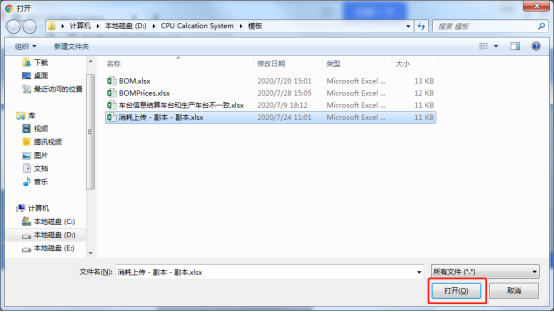 打开
计算机 ▸ 本地磁盘 (D:) ▸ CPU Calcation System ▸ 模板
搜索 模板
组织 新建文件夹
名称 修改日期 类型 大小
下载
桌面
最近访问的位置
库
视频
腾讯视频
图片
文档
音乐
计算机
本地磁盘 (C:)
本地磁盘 (D:)
本地磁盘 (E:)
BOM.xlsx 2020/7/20 15:01 Microsoft Excel ... 13 KB
BOMPrices.xlsx 2020/7/28 15:05 Microsoft Excel ... 12 KB
车台信息结算车台和生产车台不一致.xlsx 2020/7/9 18:12 Microsoft Excel ... 11 KB
消耗上传 - 副本 - 副本.xlsx 2020/7/24 11:01 Microsoft Excel ... 11 KB
文件名(N): 消耗上传 - 副本 - 副本.xlsx 所有文件 (*.*)
打开(O) 取消